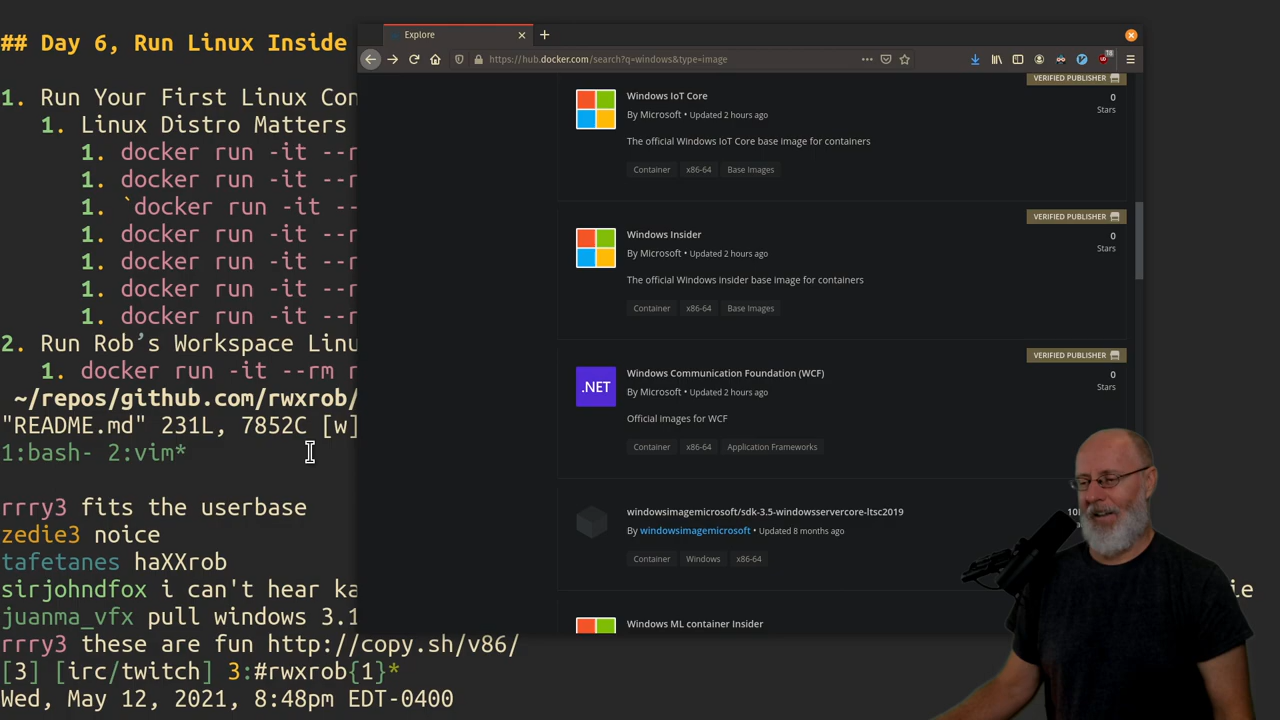 ## Day 6, Run Linux Inside
1. Run Your First Linux Con
1. Linux Distro Matters
1. docker run -it --r
1. docker run -it --r
1. `docker run -it --
1. docker run -it --r
1. docker run -it --r
1. docker run -it --r
1. docker run -it --r
2. Run Rob’s Workspace Linu
1. docker run -it --rm r
~/repos/github.com/rwxrob/
"README.md" 231L, 7852C [w]
1:bash- 2:vim*
rrry3 fits the userbase
zedie3 noice
tafetanes haXXrob
sirjohndfox i can't hear ka
ie
juanma_vfx pull windows 3.1
rrry3 these are fun http://copy.sh/v86/
[3] [irc/twitch] 3:#rwxrob{1}*
Wed, May 12, 2021, 8:48pm EDT-0400
Explore
https://hub.docker.com/search?q=windows&type=image
18
VERIFIED PUBLISHER
Windows IoT Core
0
Stars
By Microsoft • Updated 2 hours ago
The official Windows IoT Core base image for containers
Container x86-64 Base Images
VERIFIED PUBLISHER
Windows Insider
0
Stars
By Microsoft • Updated 2 hours ago
The official Windows insider base image for containers
Container x86-64 Base Images
VERIFIED PUBLISHER
.NET
Windows Communication Foundation (WCF)
0
Stars
By Microsoft • Updated 2 hours ago
Official images for WCF
Container x86-64 Application Frameworks
windowsimagemicrosoft/sdk-3.5-windowsservercore-ltsc2019
By windowsimagemicrosoft • Updated 8 months ago
Container Windows x86-64
Windows ML container Insider